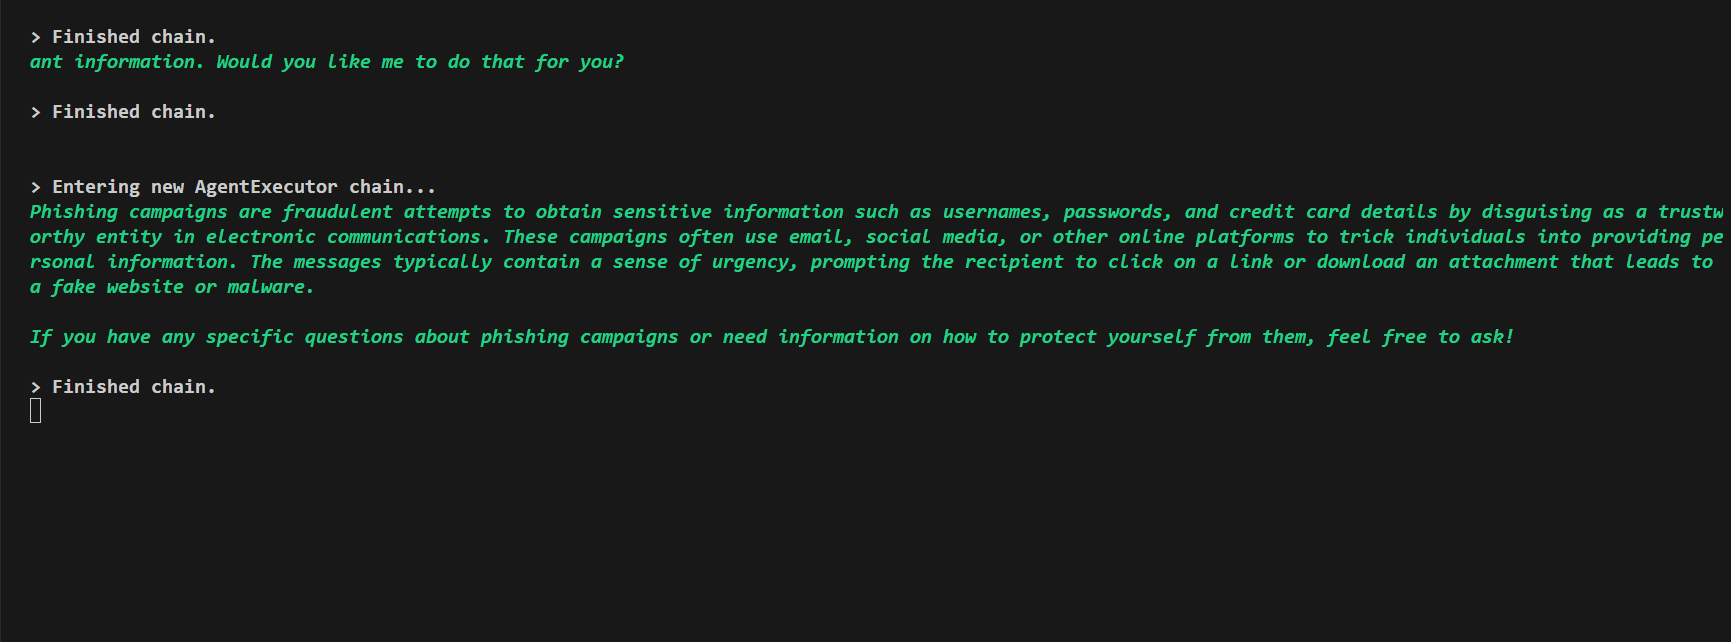 > Finished chain.
ant information. Would you like me to do that for you?
> Finished chain.
> Entering new AgentExecutor chain...
Phishing campaigns are fraudulent attempts to obtain sensitive information such as usernames, passwords, and credit card details by disguising as a trustw
orthy entity in electronic communications. These campaigns often use email, social media, or other online platforms to trick individuals into providing pe
rsonal information. The messages typically contain a sense of urgency, prompting the recipient to click on a link or download an attachment that leads to
a fake website or malware.
If you have any specific questions about phishing campaigns or need information on how to protect yourself from them, feel free to ask!
> Finished chain.